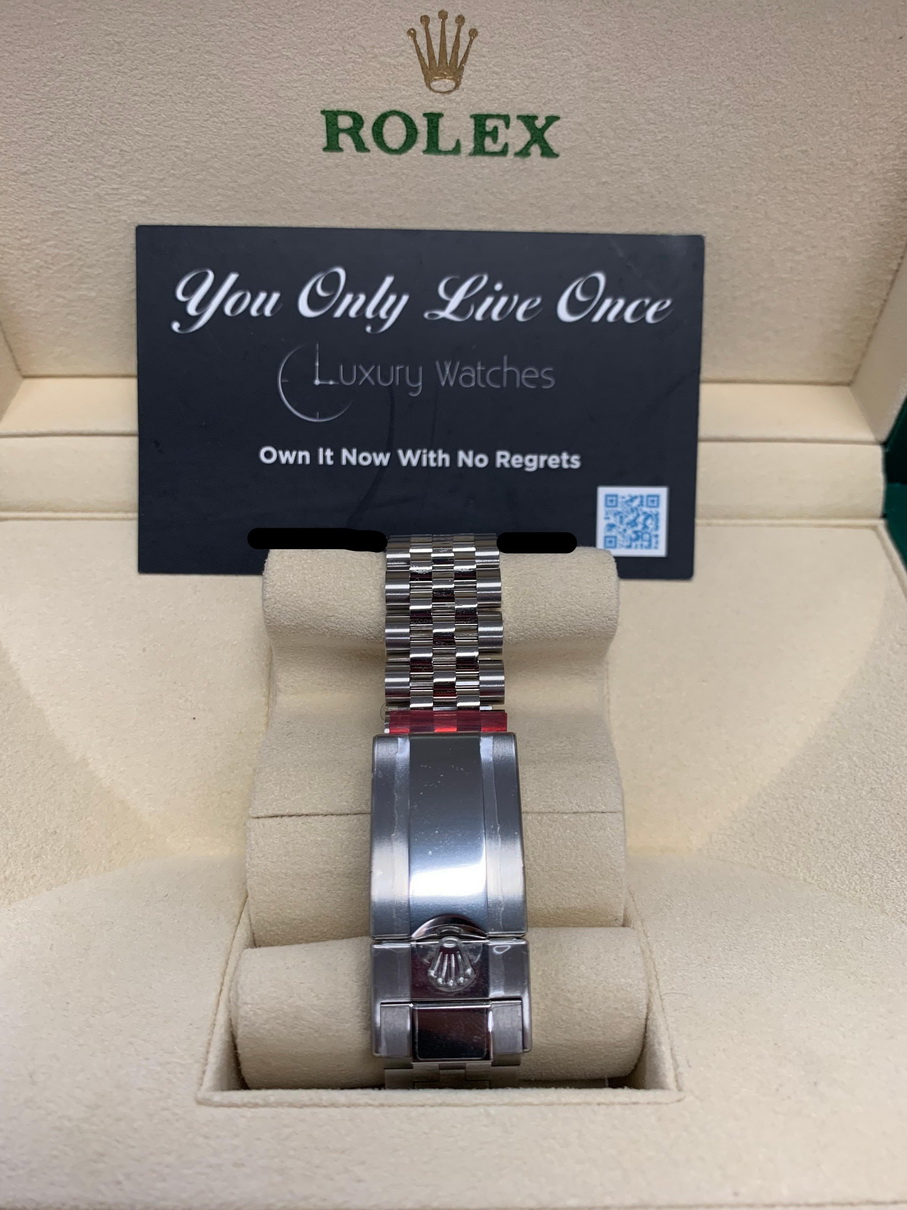 ROLEX
You Only Live Once
Luxury Watches
Own It Now With No Regrets